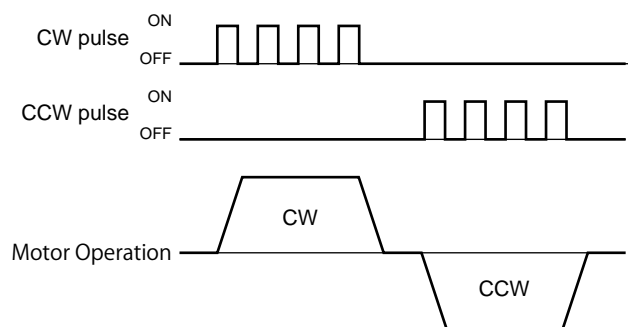 CW pulse
ON
OFF
CCW pulse
ON
OFF
Motor Operation
CW
CCW